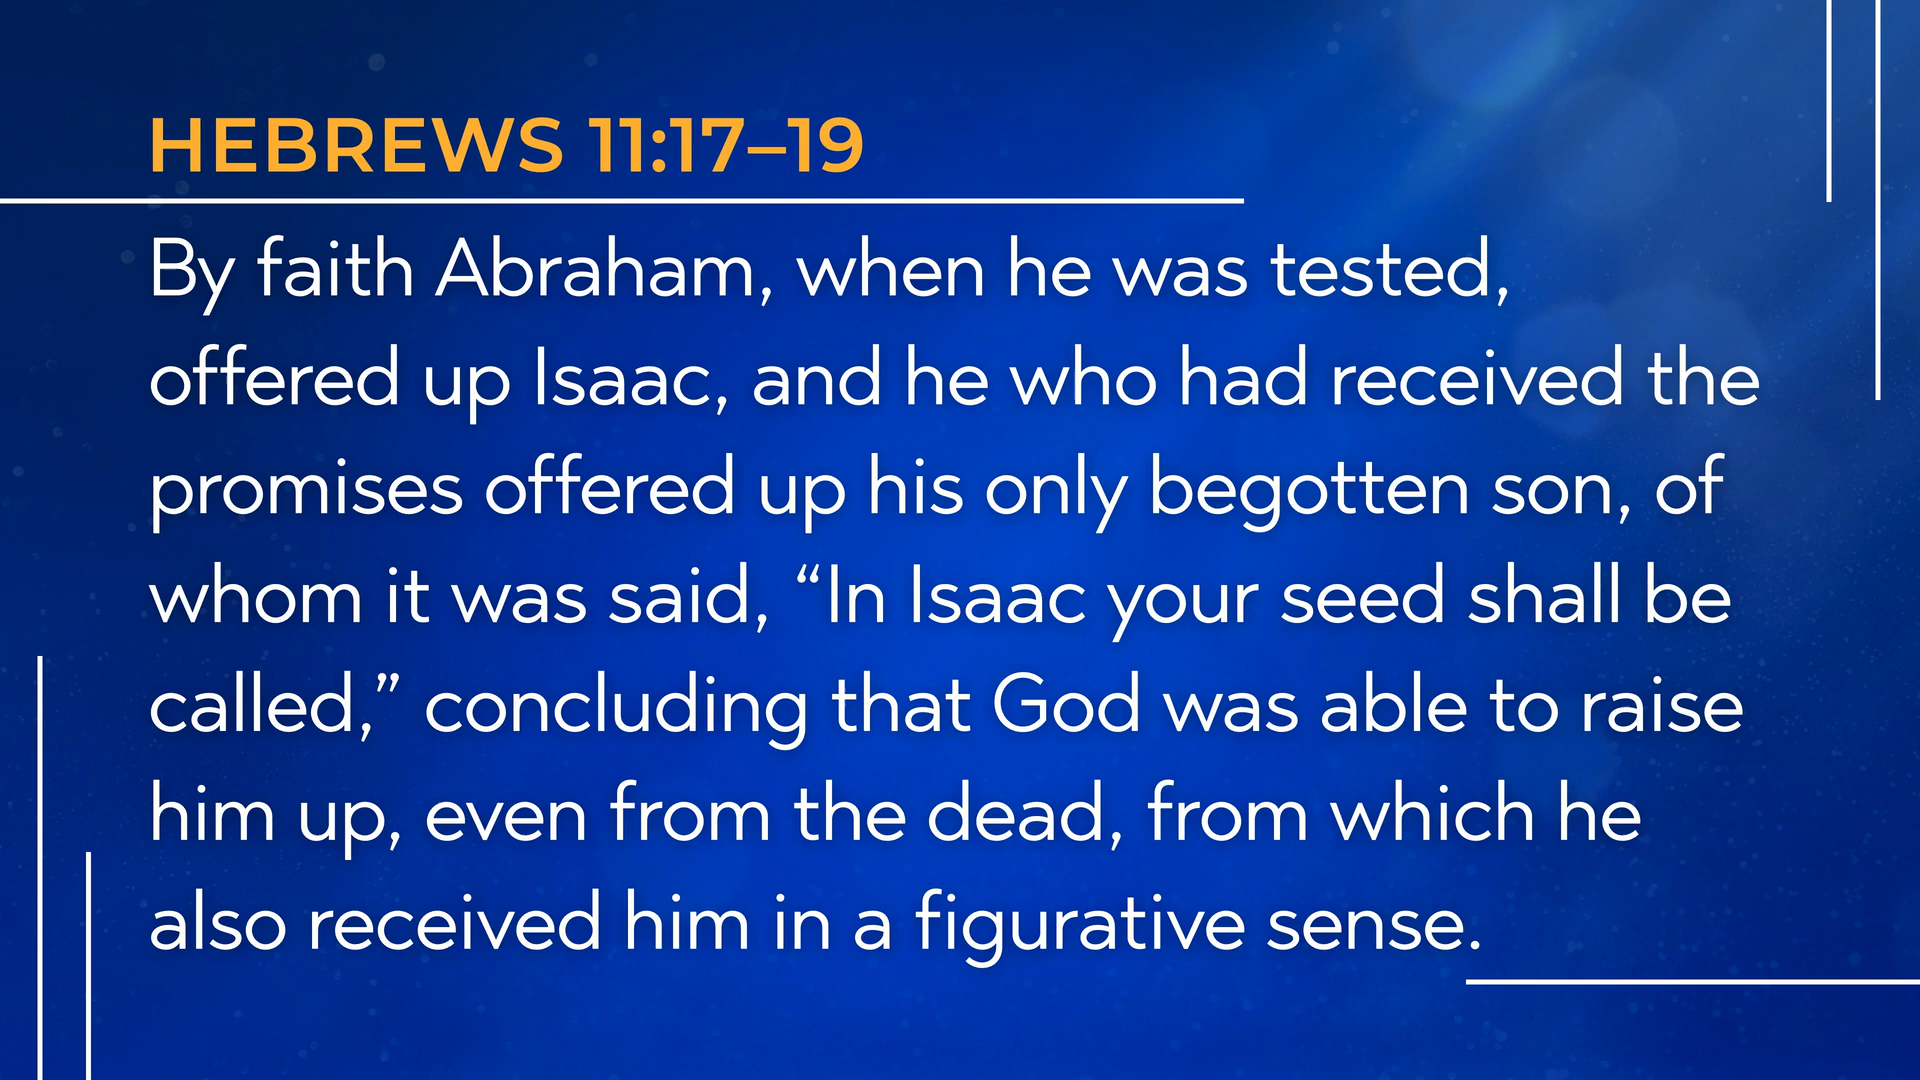 HEBREWS 11:17–19
By faith Abraham, when he was tested,
offered up Isaac, and he who had received the
promises offered up his only begotten son, of
whom it was said, “In Isaac your seed shall be
called,” concluding that God was able to raise
him up, even from the dead, from which he
also received him in a figurative sense.